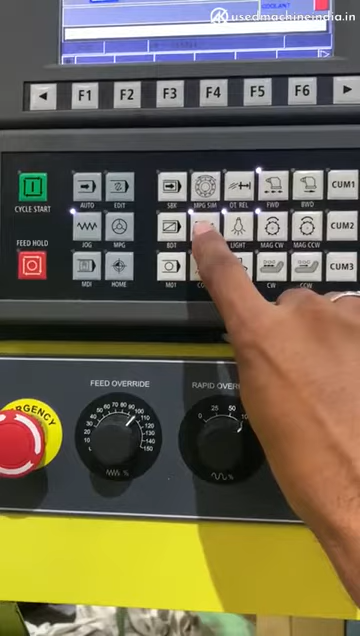 usedmachineindia.in
COOLANT
F1 F2 F3 F4 F5 F6
CUM1
CYCLE START AUTO EDIT SBK MPG SIM OT REL FWD BWD
CUM2
JOG MPG BDT LIGHT MAG CW MAG CCW
FEED HOLD
CUM3
MDI HOME M01 CW CCW
FEED OVERRIDE
RAPID OVER
EMERGENCY
10 20 30 40 50 60 70 80 90 100 110 120 130 140 150
%
0 25 50 100
%